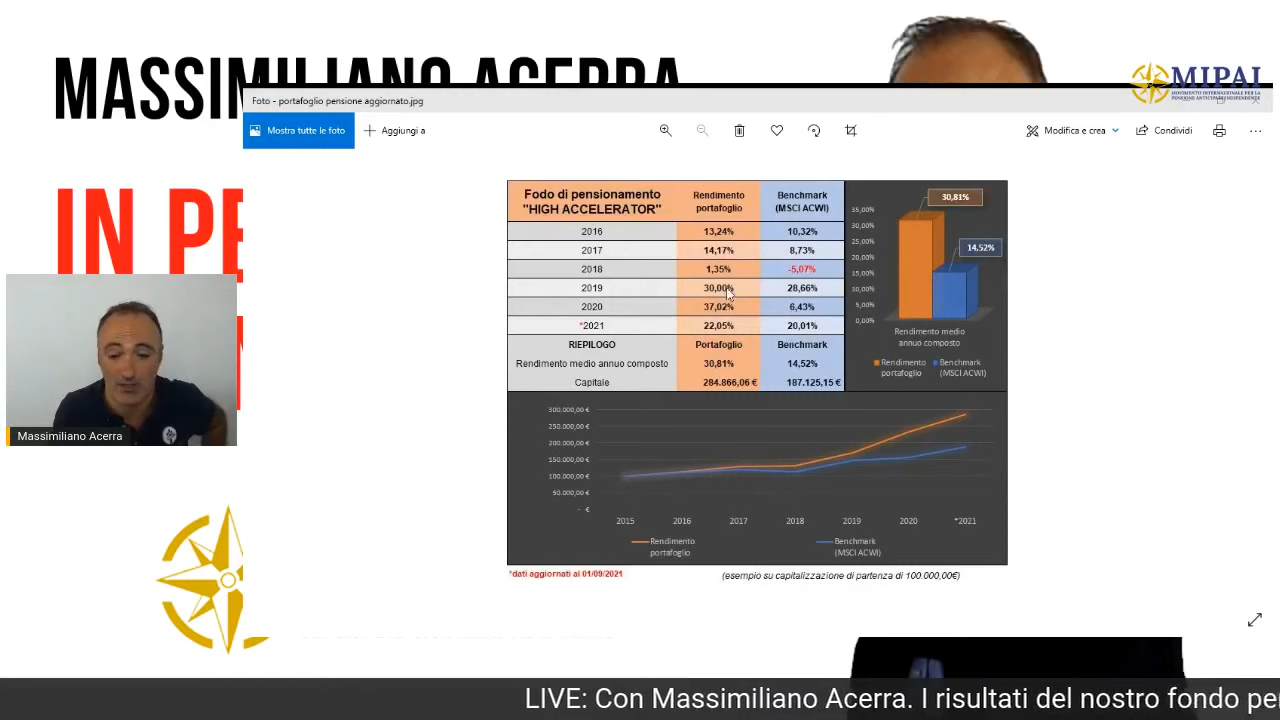 MASSIMILIANO ACERRA
MIPAI
MOVIMENTO INTERNAZIONALE PER LA
PENSIONE ANTICIPATA INDIPENDENTE
Foto - portafoglio pensione aggiornato.jpg
Mostra tutte le foto
Aggiungi a
Modifica e crea
Condividi
IN PE
Fodo di pensionamento "HIGH ACCELERATOR" Rendimento portafoglio Benchmark (MSCI ACWI)
2016 13,24% 10,32%
2017 14,17% 8,73%
2018 1,35% -5,07%
2019 30,00% 28,66%
2020 37,02% 6,43%
*2021 22,05% 20,01%
RIEPILOGO Portafoglio Benchmark
Rendimento medio annuo composto 30,81% 14,52%
Capitale 284.866,06 € 187.125,15 €
30,81%
14,52%
35,00%
30,00%
25,00%
20,00%
15,00%
10,00%
5,00%
0,00%
Rendimento medio
annuo composto
Rendimento portafoglio
Benchmark (MSCI ACWI)
300.000,00 €
250.000,00 €
200.000,00 €
150.000,00 €
100.000,00 €
50.000,00 €
- €
2015 2016 2017 2018 2019 2020 *2021
Rendimento portafoglio
Benchmark (MSCI ACWI)
*dati aggiornati al 01/09/2021
(esempio su capitalizzazione di partenza di 100.000,00€)
Massimiliano Acerra
LIVE: Con Massimiliano Acerra. I risultati del nostro fondo pe